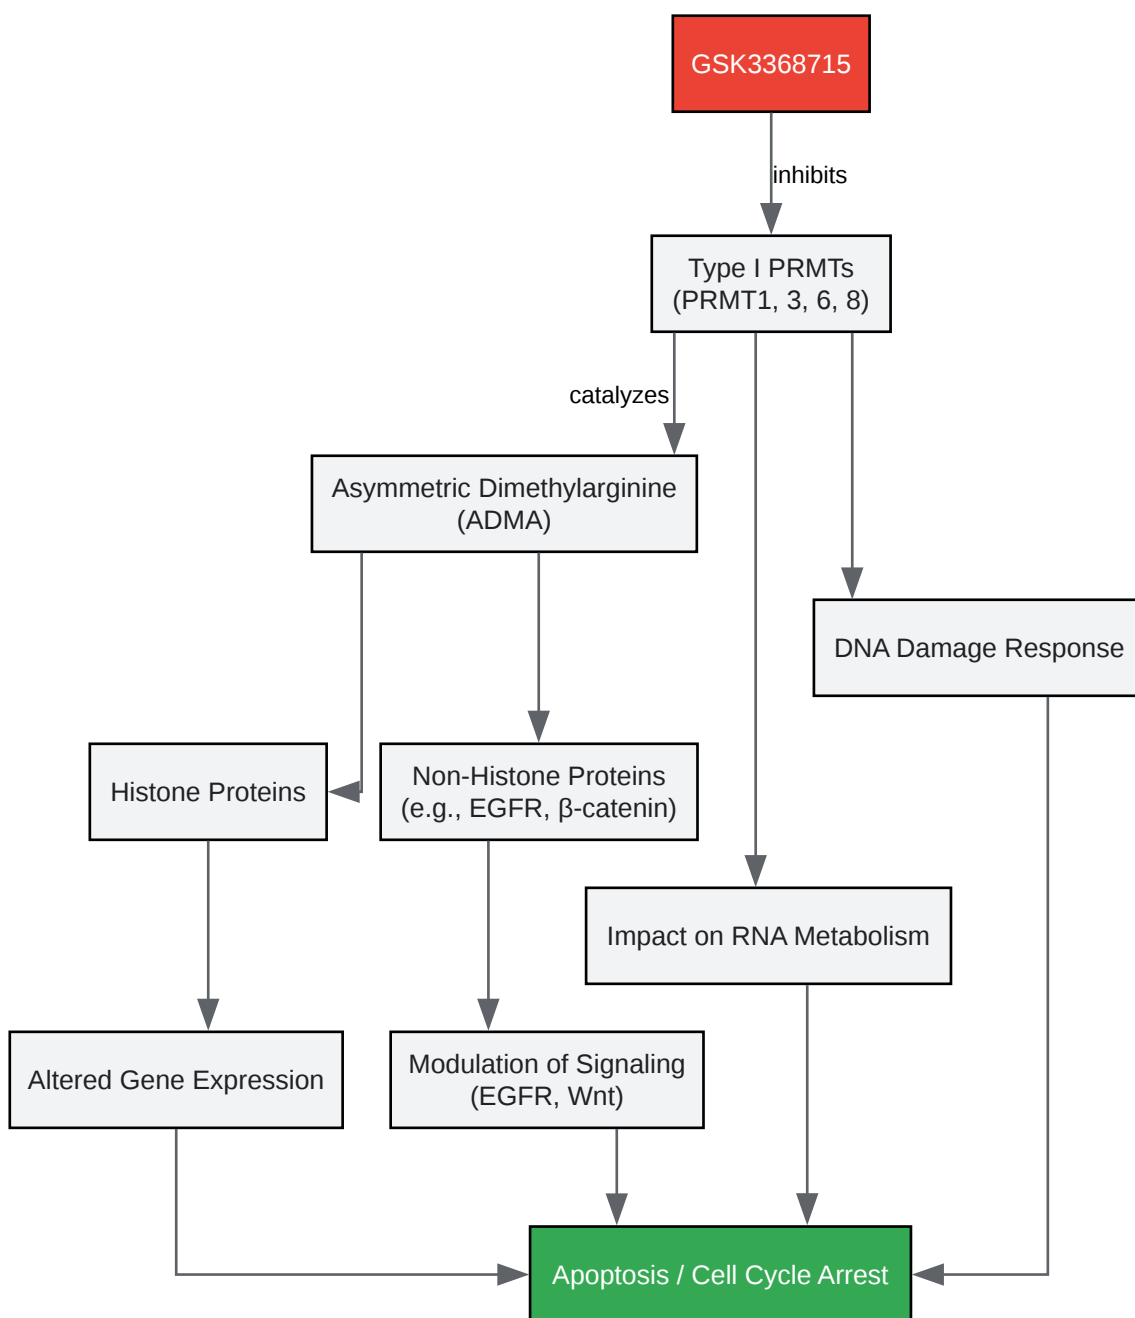 GSK3368715
inhibits
Type I PRMTs
(PRMT1, 3, 6, 8)
catalyzes
Asymmetric Dimethylarginine
(ADMA)
DNA Damage Response
Histone Proteins
Non-Histone Proteins
(e.g., EGFR, β-catenin)
Impact on RNA Metabolism
Altered Gene Expression
Modulation of Signaling
(EGFR, Wnt)
Apoptosis / Cell Cycle Arrest